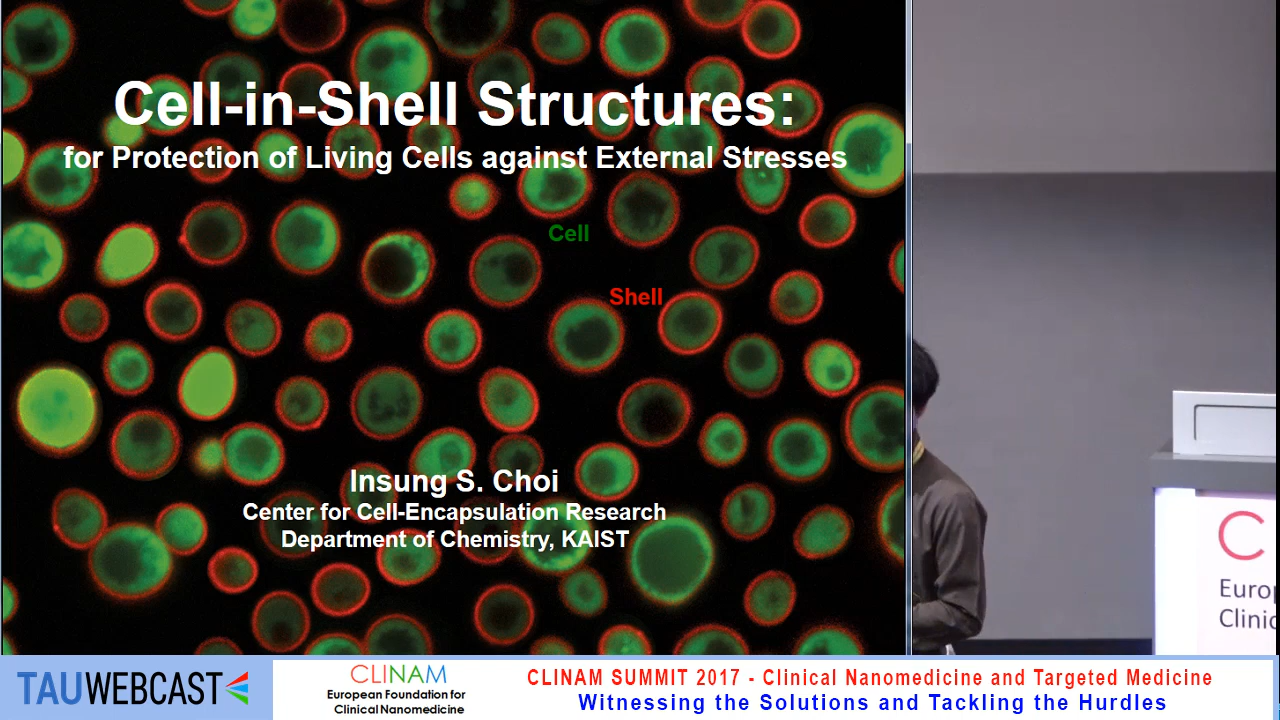 Cell-in-Shell Structures:
for Protection of Living Cells against External Stresses
Cell
Shell
Insung S. Choi
Center for Cell-Encapsulation Research
Department of Chemistry, KAIST
C
Euro
Clinic
TAUWEBCAST
CLINAM
European Foundation for
Clinical Nanomedicine
CLINAM SUMMIT 2017 - Clinical Nanomedicine and Targeted Medicine
Witnessing the Solutions and Tackling the Hurdles